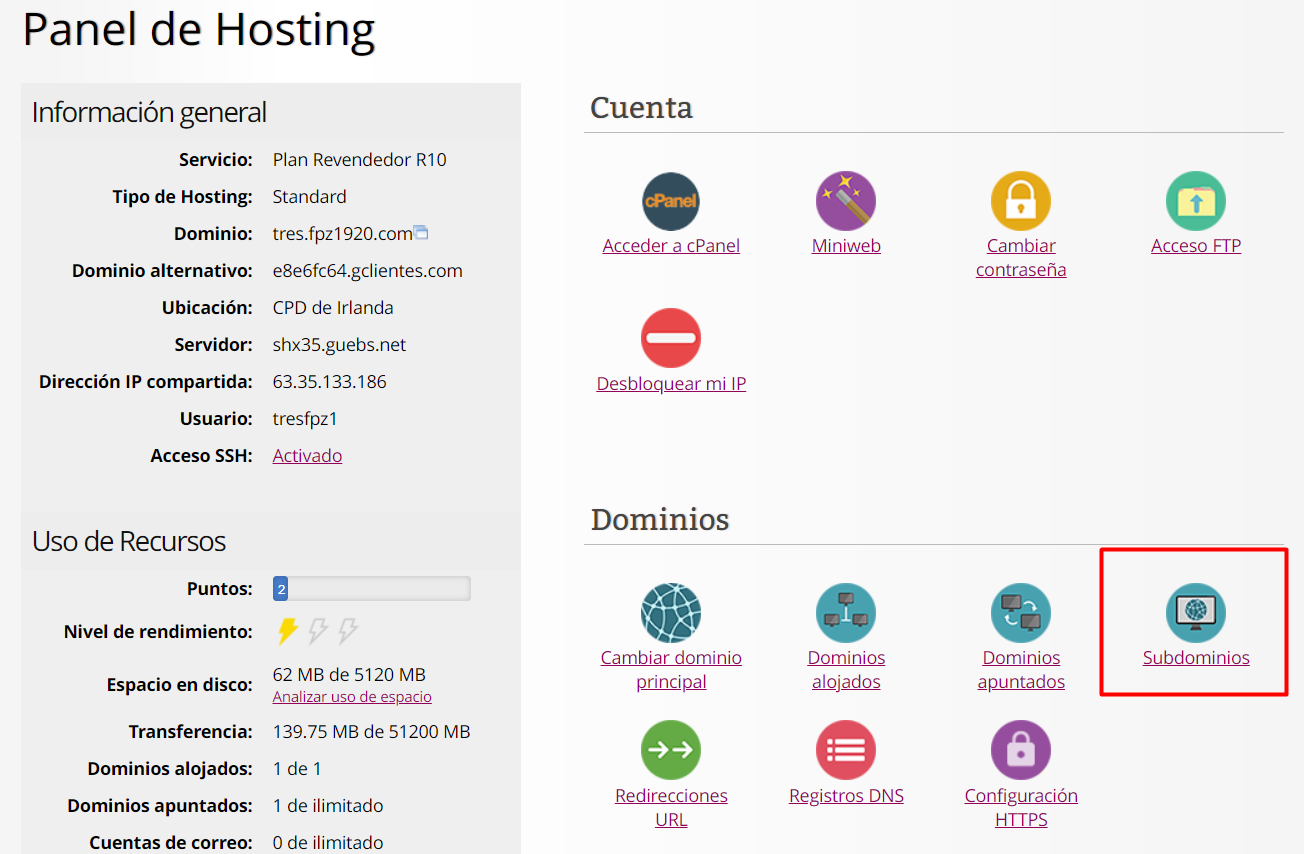 Panel de Hosting
Información general
Servicio: Plan Revendedor R10
Tipo de Hosting: Standard
Dominio: tres.fpz1920.com
Dominio alternativo: e8e6fc64.gclientes.com
Ubicación: CPD de Irlanda
Servidor: shx35.guebs.net
Dirección IP compartida: 63.35.133.186
Usuario: tresfpz1
Acceso SSH: Activado
Uso de Recursos
Puntos: 2
Nivel de rendimiento:
Espacio en disco: 62 MB de 5120 MB
Analizar uso de espacio
Transferencia: 139.75 MB de 51200 MB
Dominios alojados: 1 de 1
Dominios apuntados: 1 de ilimitado
Cuentas de correo: 0 de ilimitado
Cuenta
cPanel
Acceder a cPanel
Miniweb
Cambiar
contraseña
Acceso FTP
Desbloquear mi IP
Dominios
Cambiar dominio
principal
Dominios
alojados
Dominios
apuntados
Subdominios
Redirecciones
URL
Registros DNS
Configuración
HTTPS